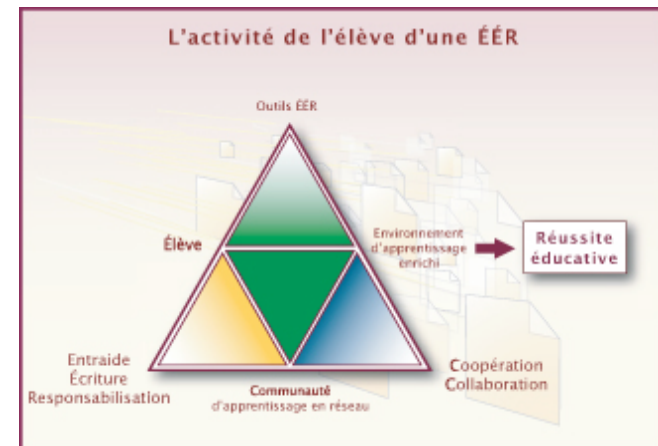 L'activité de l'élève d'une ÉÉR
Outils ÉÉR
Élève
Environnement
d'apprentissage
enrichi
Réussite
éducative
Entraide
Écriture
Responsabilisation
Communauté
d'apprentissage en réseau
Coopération
Collaboration